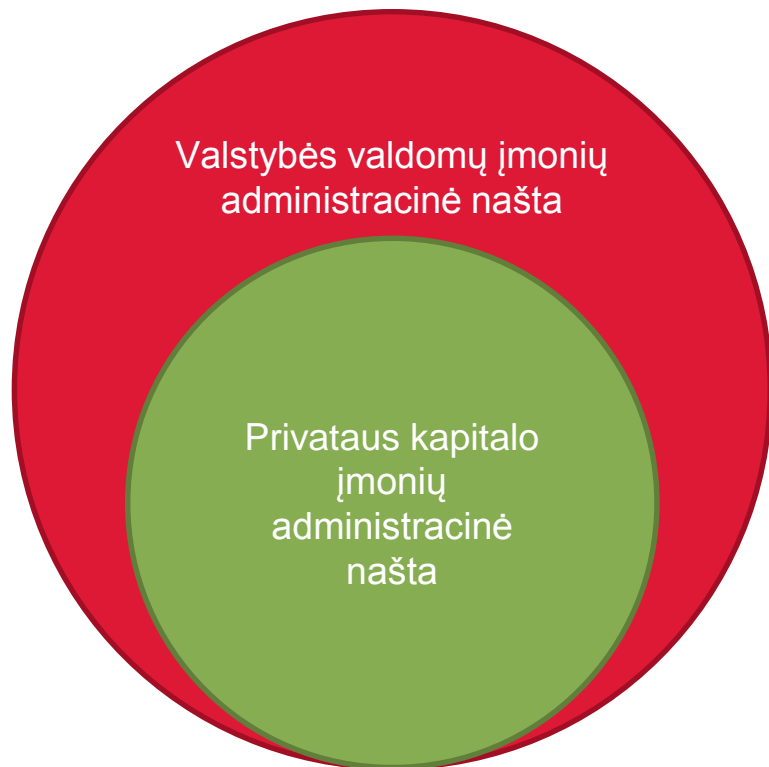 Valstybės valdomų įmonių
administracinė našta
Privataus kapitalo
įmonių
administracinė
našta